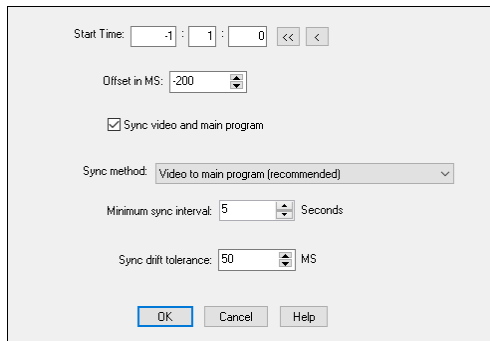 Start Time: -1 : 1 : 0 << <
Offset in MS: -200
Sync video and main program
Sync method: Video to main program (recommended)
Minimum sync interval: 5 Seconds
Sync drift tolerance: 50 MS
OK Cancel Help